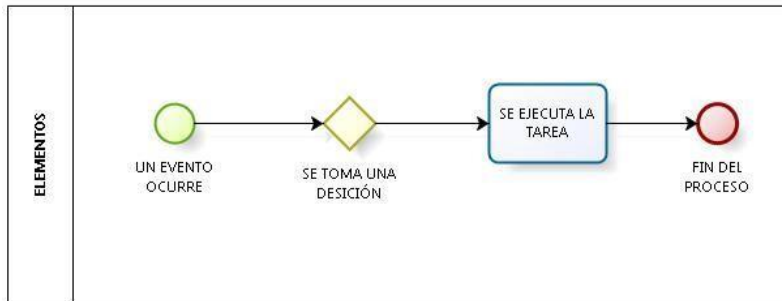 ELEMENTOS
UN EVENTO
OCURRE
SE TOMA UNA
DESICIÓN
SE EJECUTA LA
TAREA
FIN DEL
PROCESO